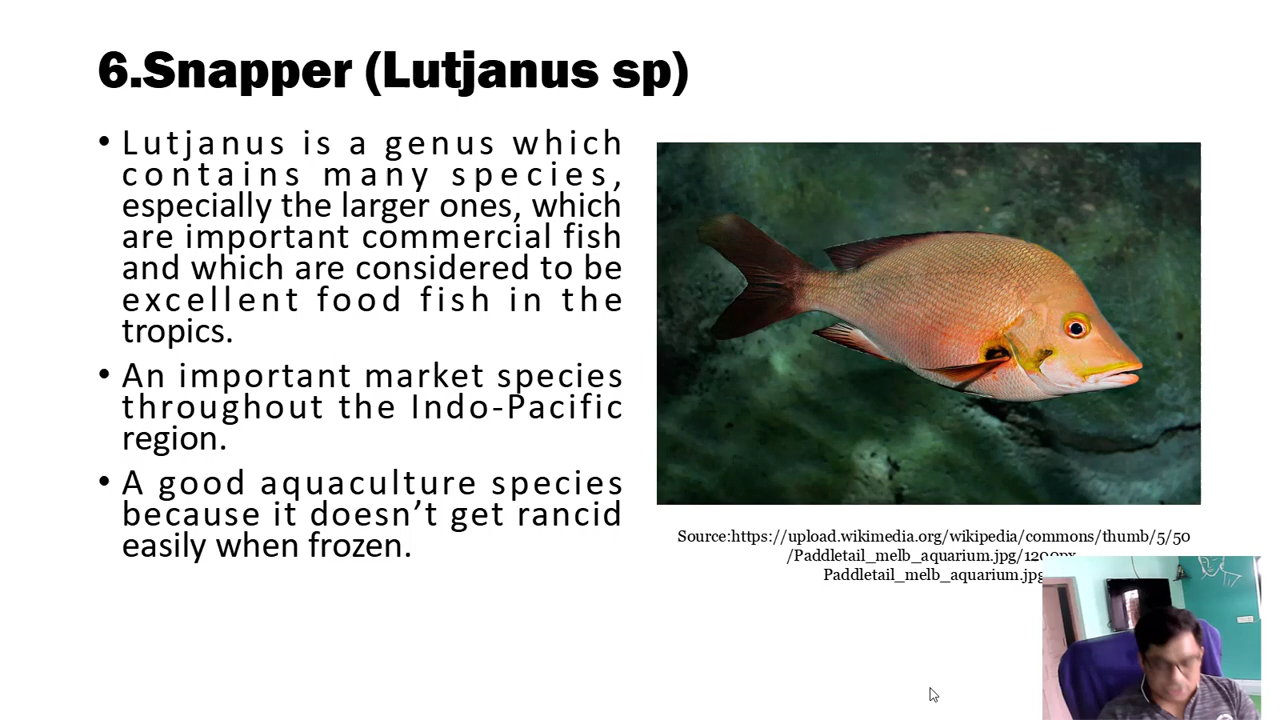 6.Snapper (Lutjanus sp)
• Lutjanus is a genus which
contains many species,
especially the larger ones, which
are important commercial fish
and which are considered to be
excellent food fish in the
tropics.
• An important market species
throughout the Indo-Pacific
region.
• A good aquaculture species
because it doesn't get rancid
easily when frozen.
Source:https://upload.wikimedia.org/wikipedia/commons/thumb/5/50
/Paddletail_melb_aquarium.jpg/1200px
Paddletail_melb_aquarium.jpg